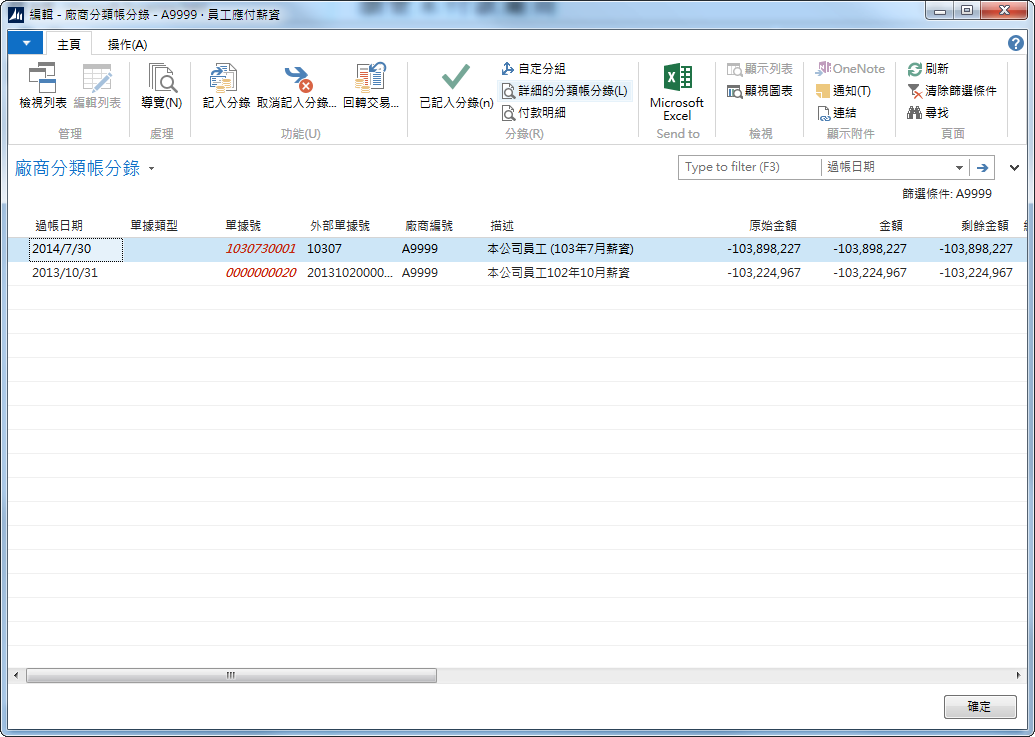 編輯 - 廠商分類帳分錄 - A9999 · 員工應付薪資
主頁 操作(A)
檢視列表 編輯列表 導覽(N) 記入分錄 取消記入分錄... 回轉交易... 已記入分錄(n)
自定分組
詳細的分類帳分錄(L)
付款明細
Microsoft
Excel
顯示列表
顯視圖表
OneNote
通知(T)
連結
刷新
清除篩選條件
尋找
管理 處理 功能(U) 分錄(R) Send to 檢視 顯示附件 頁面
廠商分類帳分錄
Type to filter (F3) 過帳日期
篩選條件: A9999
過帳日期 單據類型 單據號 外部單據號 廠商編號 描述 原始金額 金額 剩餘金額
2014/7/30 1030730001 10307 A9999 本公司員工 (103年7月薪資) -103,898,227 -103,898,227 -103,898,227
2013/10/31 0000000020 20131020000... A9999 本公司員工102年10月薪資 -103,224,967 -103,224,967 -103,224,967
確定